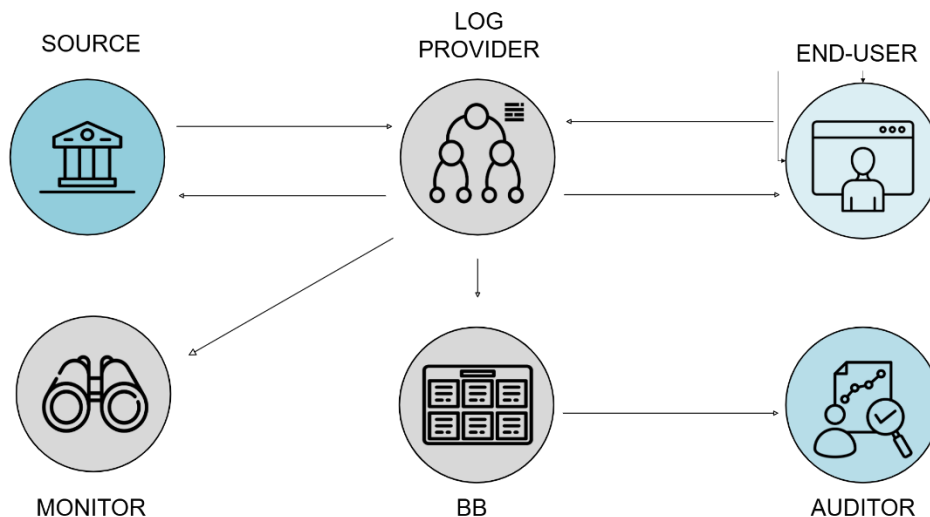 SOURCE
LOG
PROVIDER
END-USER
MONITOR
BB
AUDITOR